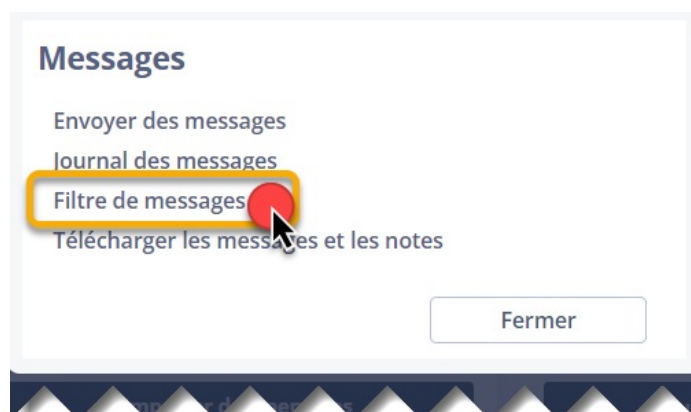 Messages
Envoyer des messages
Journal des messages
Filtre de messages
Télécharger les messages et les notes
Fermer